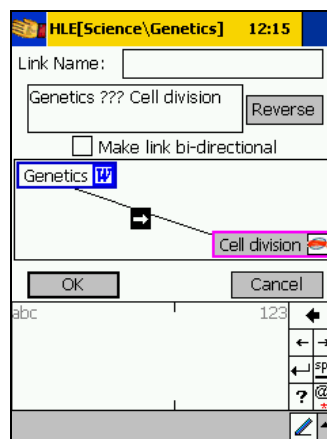 HLE[Science\Genetics] 12:15
Link Name:
Genetics ??? Cell division
Reverse
Make link bi-directional
Genetics W
Cell division
OK Cancel
abc 123
sp
? @
*